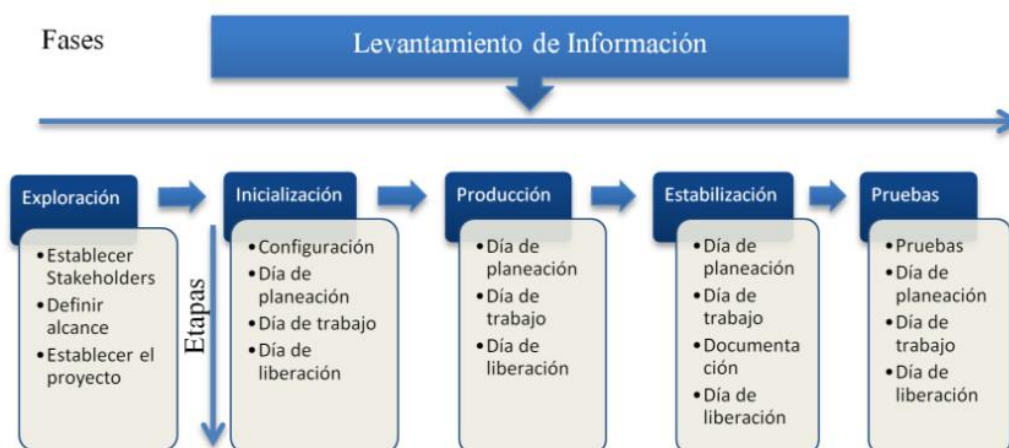 Fases
Levantamiento de Información
Exploración
•Establecer
Stakeholders
•Definir
alcance
•Establecer el
proyecto
Etapas
Inicialización
•Configuración
•Día de
planeación
•Día de trabajo
•Día de
liberación
Producción
•Día de
planeación
•Día de
trabajo
•Día de
liberación
Estabilización
•Día de
planeación
•Día de
trabajo
•Documenta
ción
•Día de
liberación
Pruebas
•Pruebas
•Día de
planeación
•Día de
trabajo
•Día de
liberación